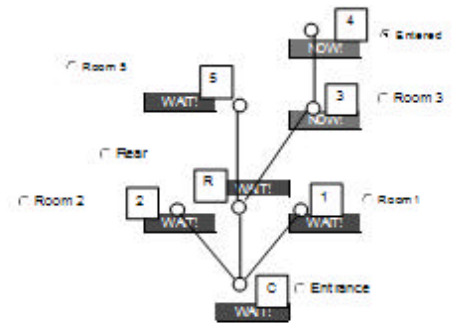 4
Entered
NOW!
Room 5
5
WAIT!
3
Room 3
NOW!
Rear
R
WAIT!
Room 2
2
WAIT!
1
Room 1
WAIT!
C
Entrance
WAIT!